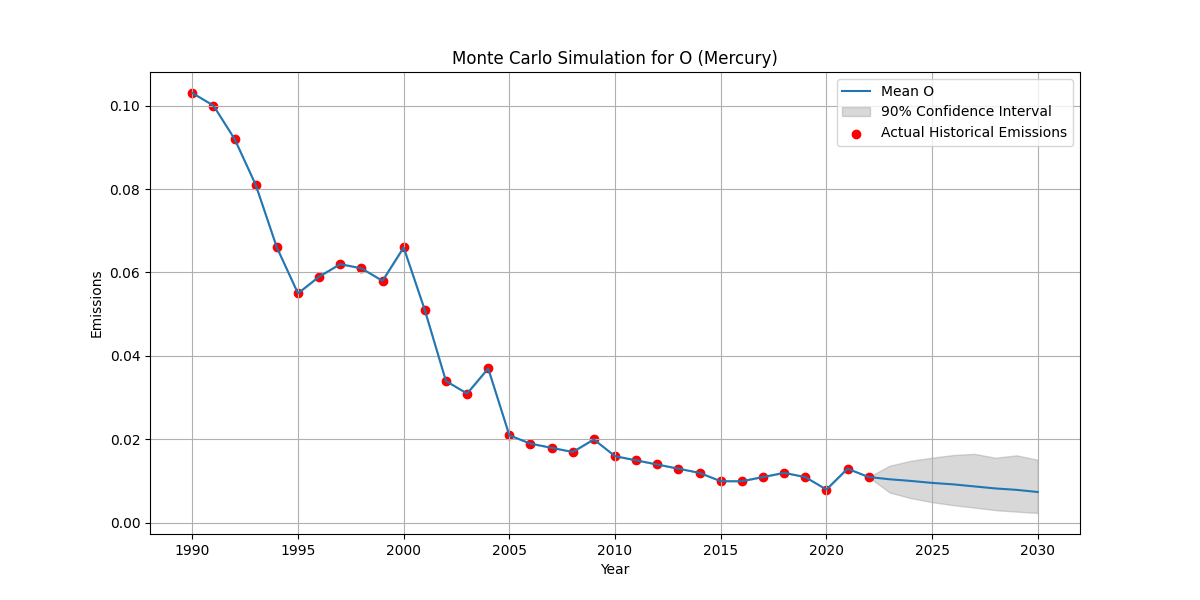 Monte Carlo Simulation for O (Mercury)
Mean O
90% Confidence Interval
Actual Historical Emissions
0.10
0.08
0.06
0.04
0.02
0.00
Emissions
1990 1995 2000 2005 2010 2015 2020 2025 2030
Year